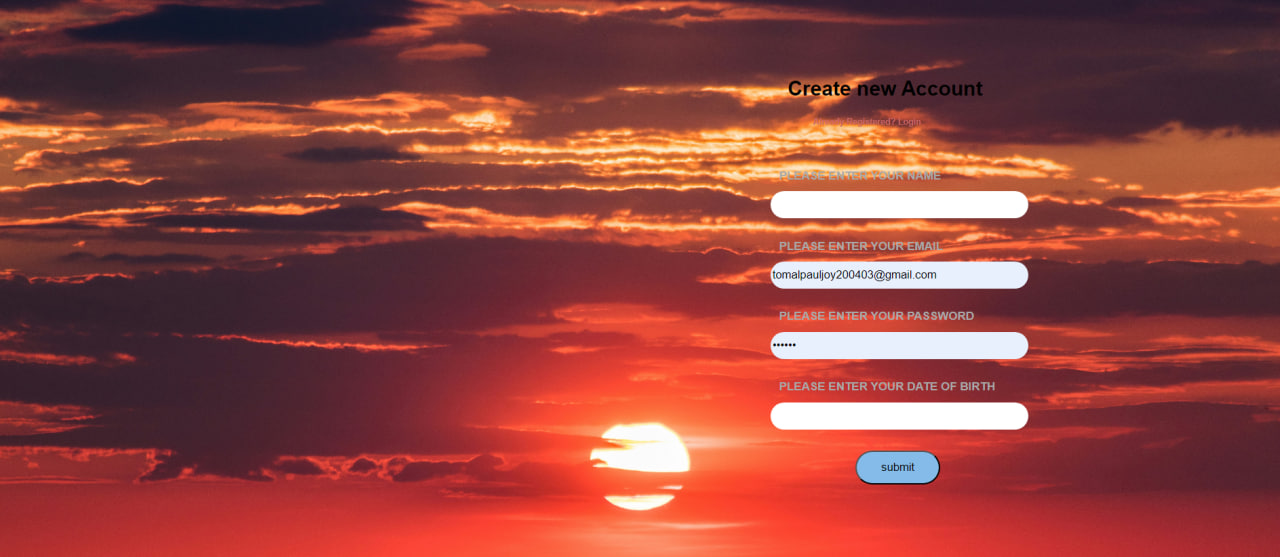 Create new Account
Already Registered? Login
PLEASE ENTER YOUR NAME
PLEASE ENTER YOUR EMAIL
tomalpauljoy200403@gmail.com
PLEASE ENTER YOUR PASSWORD
••••••
PLEASE ENTER YOUR DATE OF BIRTH
submit